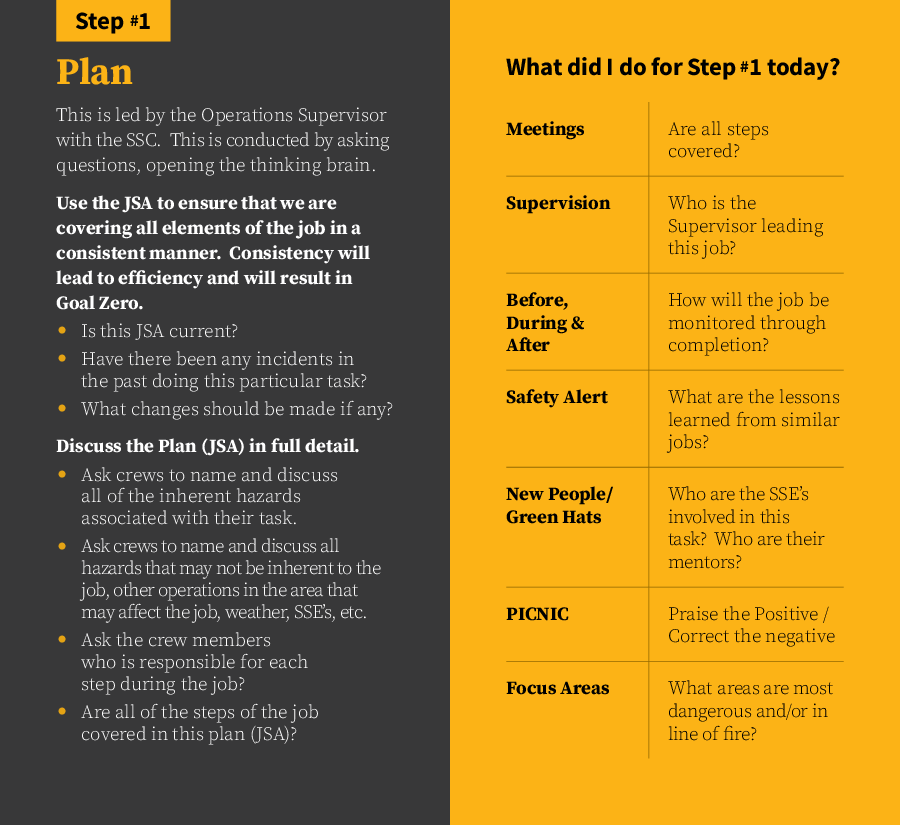 Step #1
Plan
This is led by the Operations Supervisor
with the SSC.  This is conducted by asking
questions, opening the thinking brain.
Use the JSA to ensure that we are
covering all elements of the job in a
consistent manner.  Consistency will
lead to efficiency and will result in
Goal Zero.
• Is this JSA current?
• Have there been any incidents in
the past doing this particular task?
• What changes should be made if any?
Discuss the Plan (JSA) in full detail.
• Ask crews to name and discuss
all of the inherent hazards
associated with their task.
• Ask crews to name and discuss all
hazards that may not be inherent to the
job, other operations in the area that
may affect the job, weather, SSE's, etc.
• Ask the crew members
who is responsible for each
step during the job?
• Are all of the steps of the job
covered in this plan (JSA)?
What did I do for Step #1 today?
Meetings
Are all steps
covered?
Supervision
Who is the
Supervisor leading
this job?
Before,
During &
After
How will the job be
monitored through
completion?
Safety Alert
What are the lessons
learned from similar
jobs?
New People/
Green Hats
Who are the SSE's
involved in this
task?  Who are their
mentors?
PICNIC
Praise the Positive /
Correct the negative
Focus Areas
What areas are most
dangerous and/or in
line of fire?